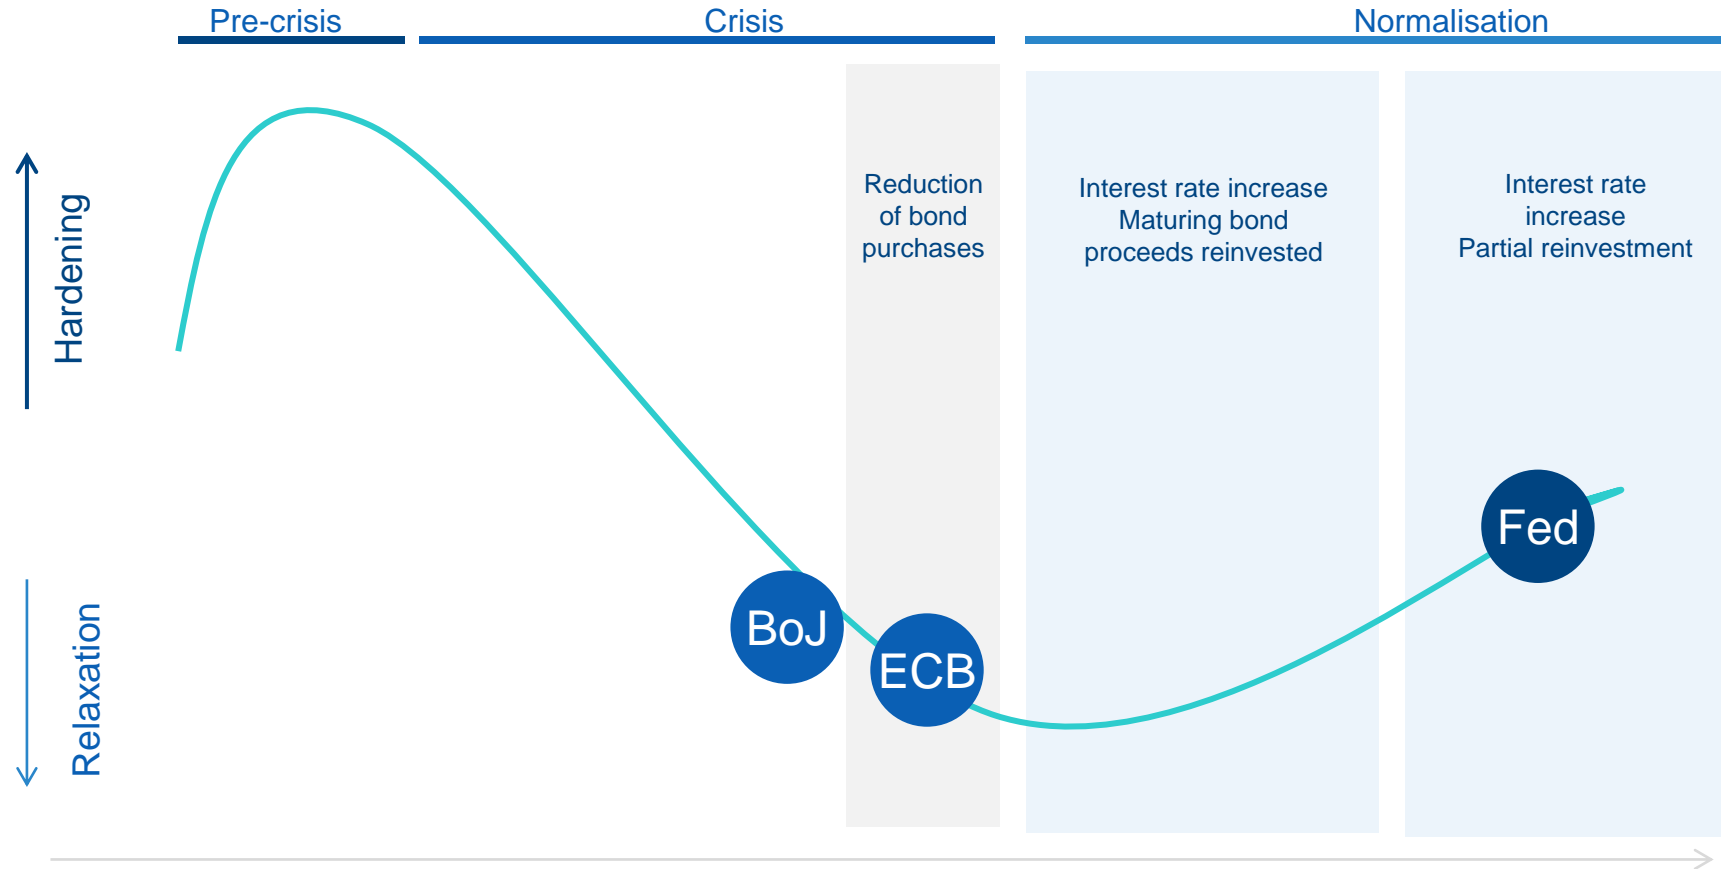 Pre-crisis
Crisis
Normalisation
Hardening
Relaxation
Reduction
of bond
purchases
Interest rate increase
Maturing bond
proceeds reinvested
Interest rate
increase
Partial reinvestment
BoJ
ECB
Fed